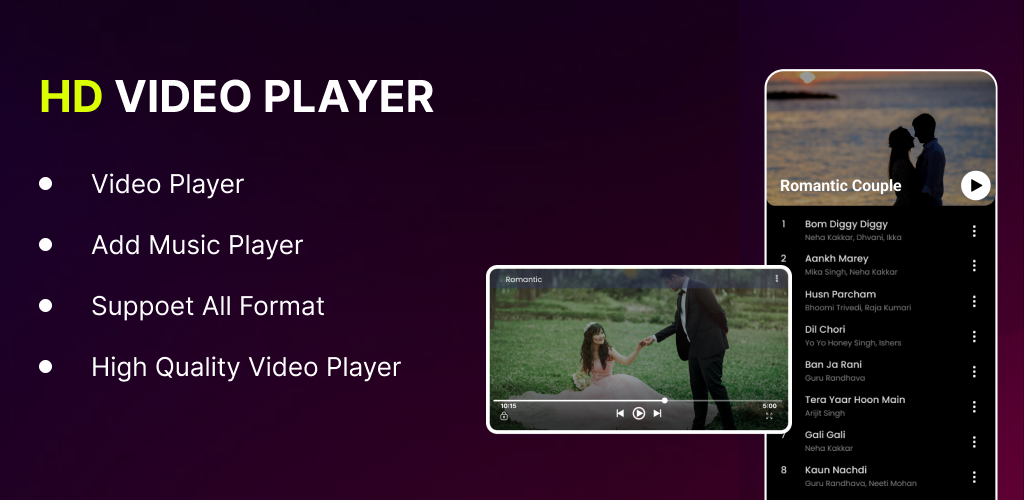 HD VIDEO PLAYER
Video Player
Add Music Player
Suppoet All Format
High Quality Video Player
Romantic
10:15
5:00
Romantic Couple
1 Bom Diggy Diggy
Neha Kakkar, Dhvani, Ikka
2 Aankh Marey
Mika Singh, Neha Kakkar
Husn Parcham
Bhoomi Trivedi, Raja Kumari
Dil Chori
Yo Yo Honey Singh, Ishers
Ban Ja Rani
Guru Randhava
Tera Yaar Hoon Main
Arijit Singh
7 Gali Gali
Neha Kakkar
8 Kaun Nachdi
Guru Randhava, Neeti Mohan